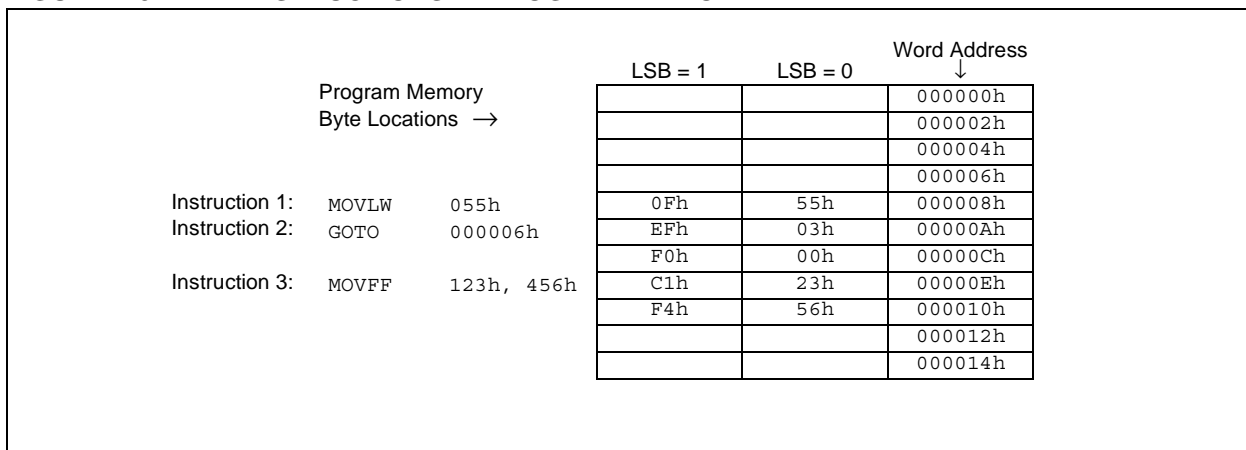 Word Address
LSB = 1 LSB = 0 ↓
Program Memory 000000h
Byte Locations → 000002h
000004h
000006h
Instruction 1: MOVLW 055h 0Fh 55h 000008h
Instruction 2: GOTO 000006h EFh 03h 00000Ah
F0h 00h 00000Ch
Instruction 3: MOVFF 123h, 456h C1h 23h 00000Eh
F4h 56h 000010h
000012h
000014h